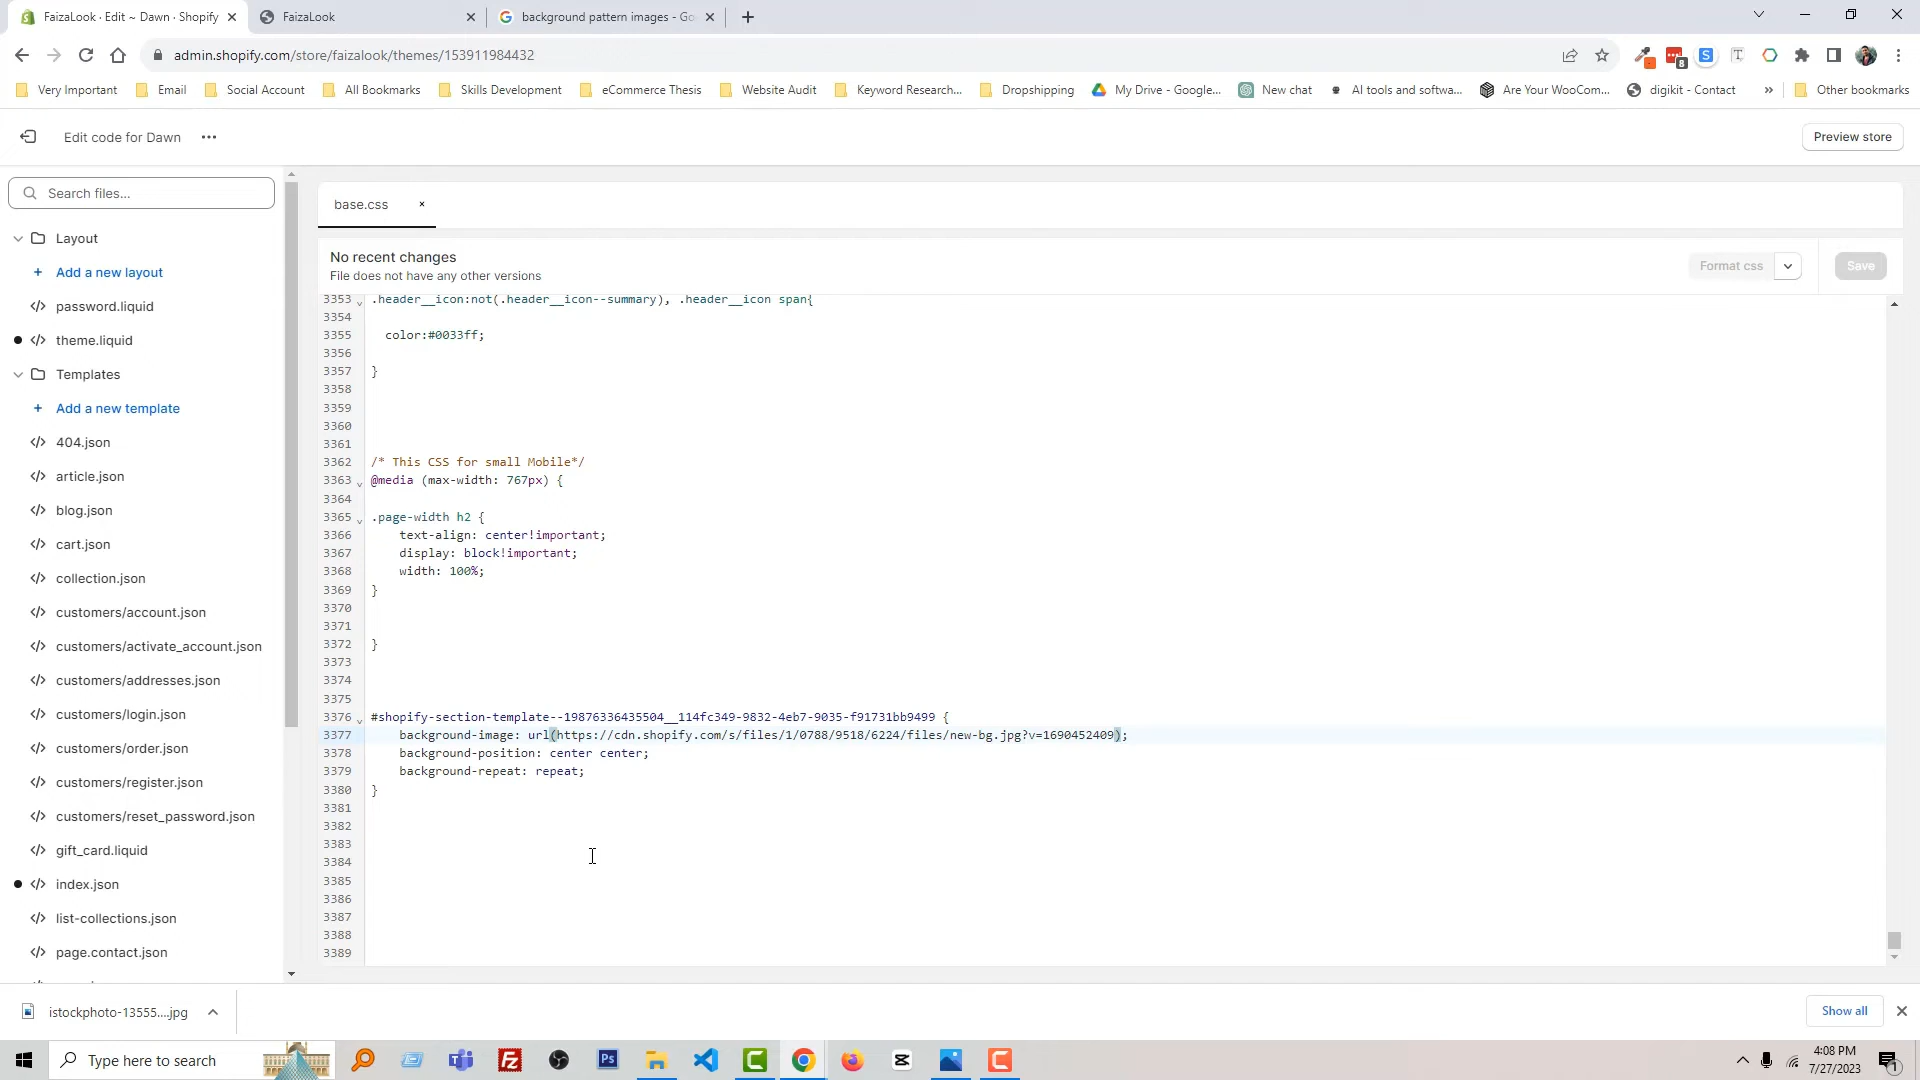 FaizaLook · Edit ~ Dawn · Shopify
FaizaLook
background pattern images - Go
admin.shopify.com/store/faizalook/themes/153911984432
8
Very Important
Email
Social Account
All Bookmarks
Skills Development
eCommerce Thesis
Website Audit
Keyword Research...
Dropshipping
My Drive - Google...
New chat
AI tools and softwa...
Are Your WooCom...
digikit - Contact
»
Other bookmarks
Edit code for Dawn
Preview store
Search files...
Layout
Add a new layout
password.liquid
theme.liquid
Templates
Add a new template
404.json
article.json
blog.json
cart.json
collection.json
customers/account.json
customers/activate_account.json
customers/addresses.json
customers/login.json
customers/order.json
customers/register.json
customers/reset_password.json
gift_card.liquid
index.json
list-collections.json
page.contact.json
base.css
No recent changes
File does not have any other versions
Format css
Save
3353 .header__icon:not(.header__icon--summary), .header__icon span{
3354
3355 color:#0033ff;
3356
3357 }
3358
3359
3360
3361
3362 /* This CSS for small Mobile*/
3363 @media (max-width: 767px) {
3364
3365 .page-width h2 {
3366 text-align: center!important;
3367 display: block!important;
3368 width: 100%;
3369 }
3370
3371
3372 }
3373
3374
3375
3376 #shopify-section-template--19876336435504__114fc349-9832-4eb7-9035-f91731bb9499 {
3377 background-image: url(https://cdn.shopify.com/s/files/1/0788/9518/6224/files/new-bg.jpg?v=1690452409);
3378 background-position: center center;
3379 background-repeat: repeat;
3380 }
3381
3382
3383
3384
3385
3386
3387
3388
3389
istockphoto-13555....jpg
Show all
Type here to search
Ps
4:08 PM
7/27/2023
1